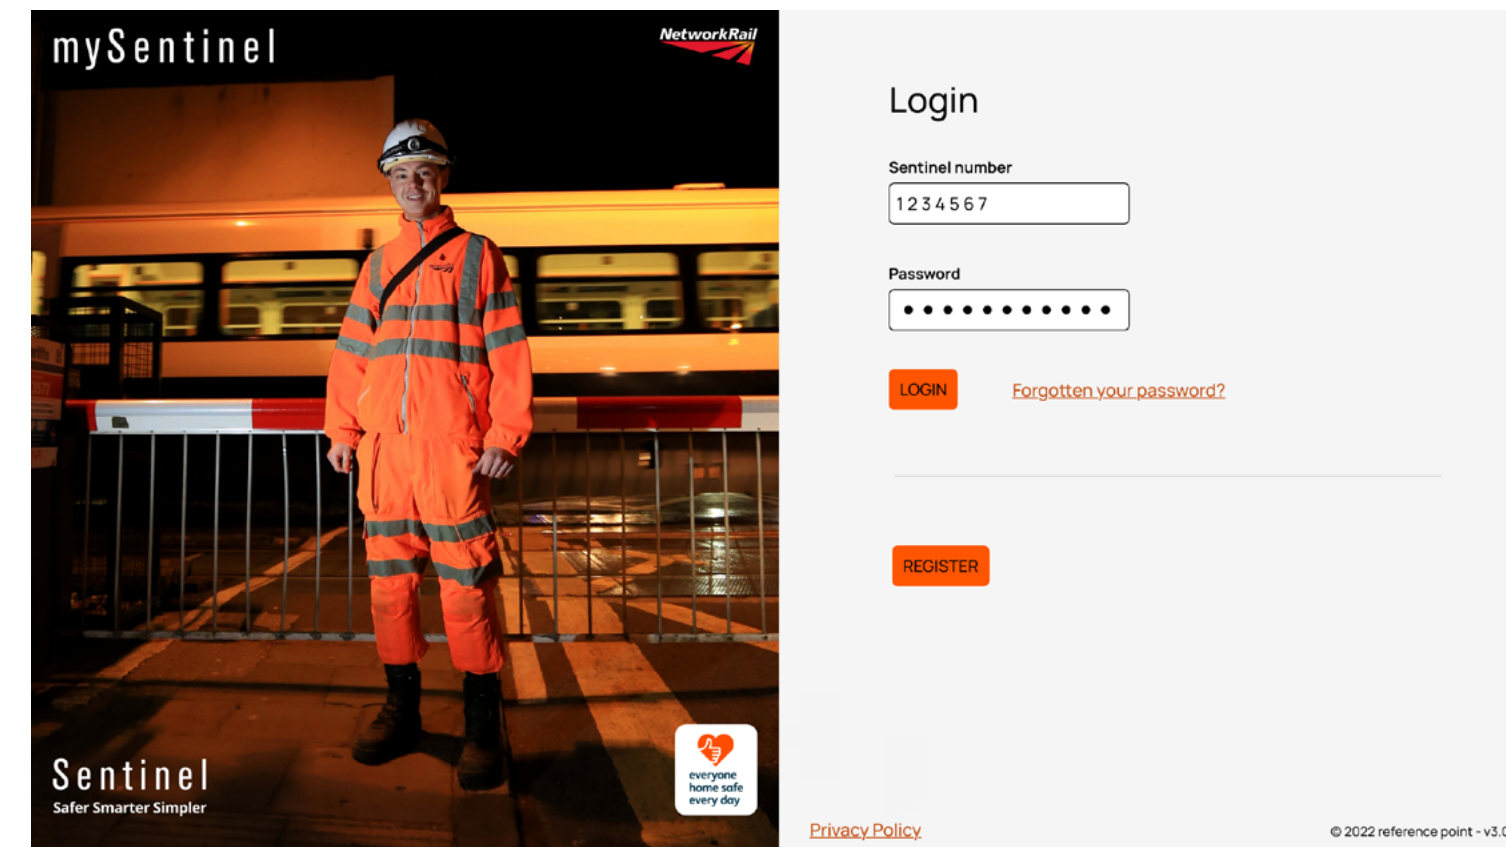 mySentinel
NetworkRail
Sentinel
Safer Smarter Simpler
everyone
home safe
every day
Login
Sentinel number
1234567
Password
LOGIN
Forgotten your password?
REGISTER
Privacy Policy
© 2022 reference point - v3.0